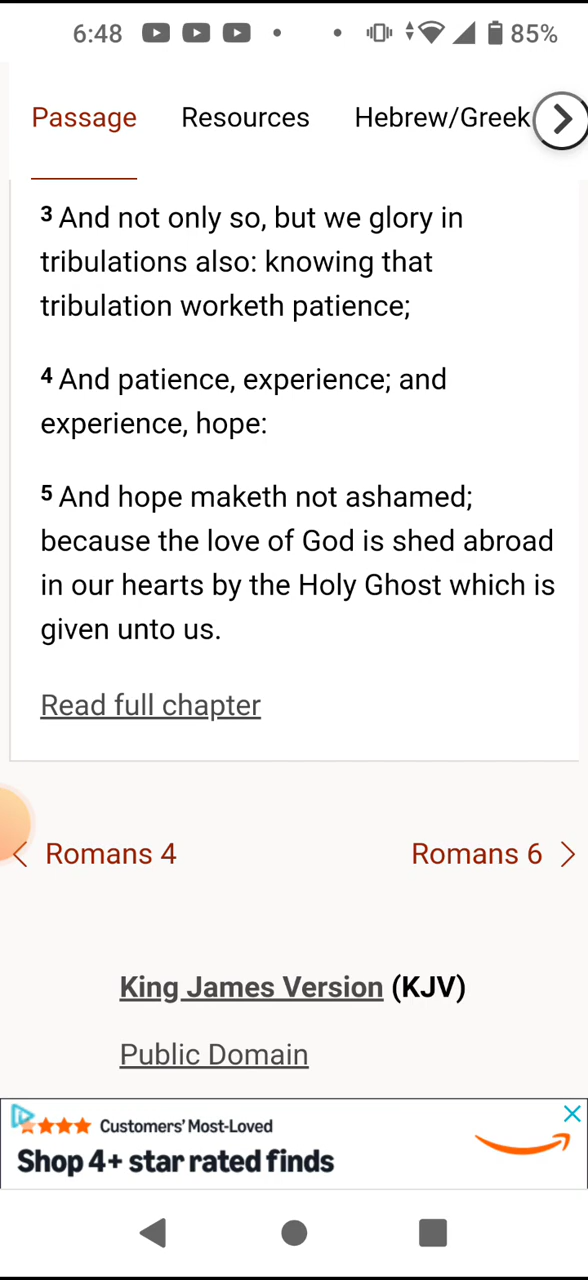 6:48 85%
Passage Resources Hebrew/Greek
3 And not only so, but we glory in
tribulations also: knowing that
tribulation worketh patience;
4 And patience, experience; and
experience, hope:
5 And hope maketh not ashamed;
because the love of God is shed abroad
in our hearts by the Holy Ghost which is
given unto us.
Read full chapter
Romans 4 Romans 6
King James Version (KJV)
Public Domain
Customers' Most-Loved
Shop 4+ star rated finds